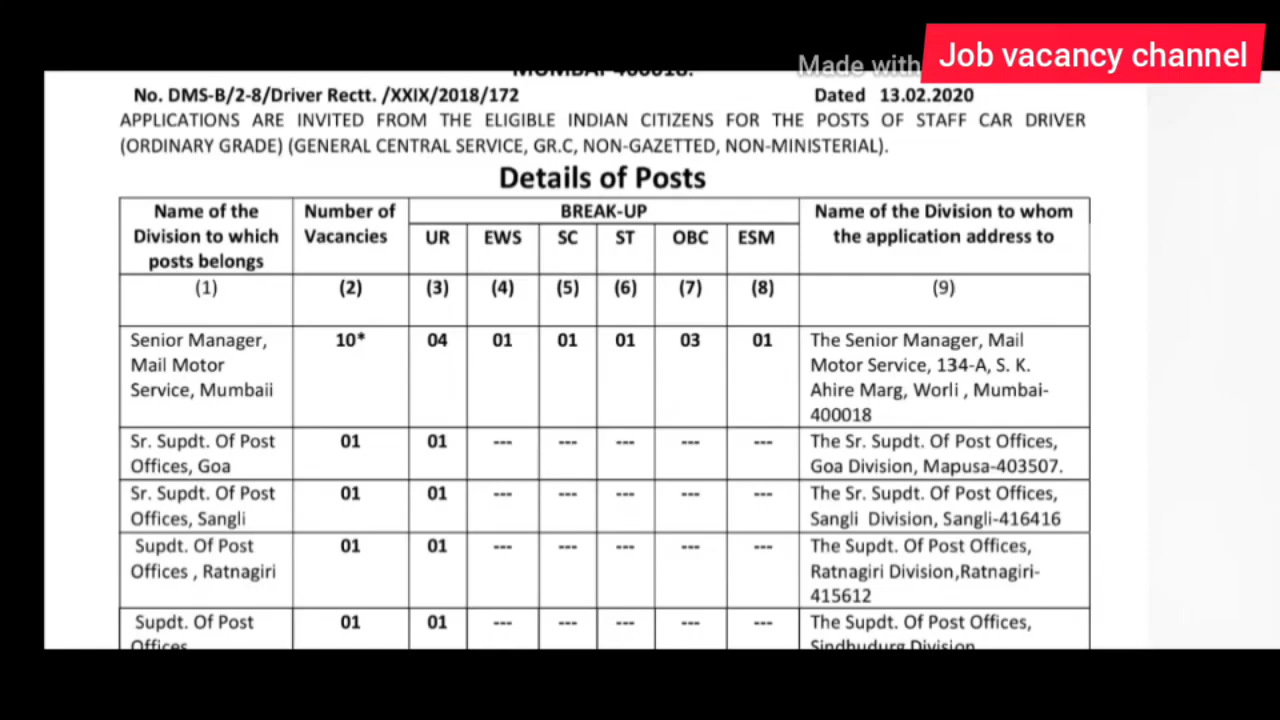 Job vacancy channel
Made with
MUMBAI-400018.
No. DMS-B/2-8/Driver Rectt. /XXIX/2018/172 Dated 13.02.2020
APPLICATIONS ARE INVITED FROM THE ELIGIBLE INDIAN CITIZENS FOR THE POSTS OF STAFF CAR DRIVER
(ORDINARY GRADE) (GENERAL CENTRAL SERVICE, GR.C, NON-GAZETTED, NON-MINISTERIAL).
Details of Posts
Name of the Number of BREAK-UP Name of the Division to whom
Division to which Vacancies UR EWS SC ST OBC ESM the application address to
posts belongs
(1) (2) (3) (4) (5) (6) (7) (8) (9)
Senior Manager, 10* 04 01 01 01 03 01 The Senior Manager, Mail
Mail Motor Motor Service, 134-A, S. K.
Service, Mumbaii Ahire Marg, Worli , Mumbai-
400018
Sr. Supdt. Of Post 01 01 --- --- --- --- --- The Sr. Supdt. Of Post Offices,
Offices, Goa Goa Division, Mapusa-403507.
Sr. Supdt. Of Post 01 01 --- --- --- --- --- The Sr. Supdt. Of Post Offices,
Offices, Sangli Sangli Division, Sangli-416416
Supdt. Of Post 01 01 --- --- --- --- --- The Supdt. Of Post Offices,
Offices , Ratnagiri Ratnagiri Division,Ratnagiri-
415612
Supdt. Of Post 01 01 --- --- --- --- --- The Supdt. Of Post Offices,
Offices Sindhudurg Division